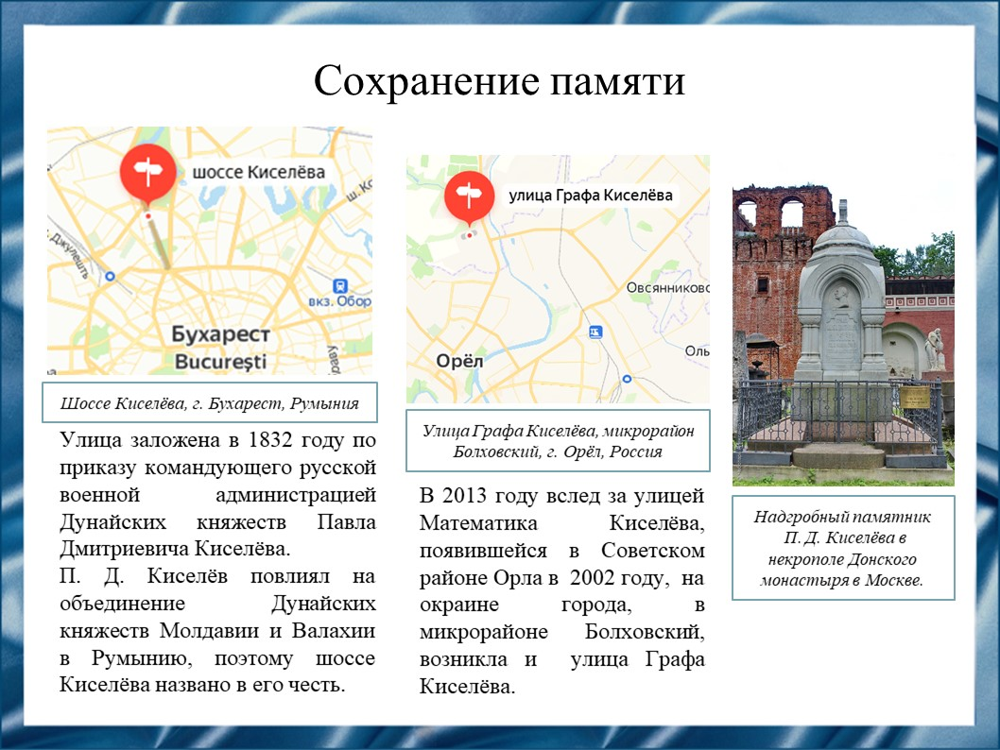 Сохранение памяти
шоссе Киселёва
Бухарест
Bucureşti
вкз. Обор
Шоссе Киселёва, г. Бухарест, Румыния
Улица заложена в 1832 году по
приказу командующего русской
военной администрацией
Дунайских княжеств Павла
Дмитриевича Киселёва.
П. Д. Киселёв повлиял на
объединение Дунайских
княжеств Молдавии и Валахии
в Румынию, поэтому шоссе
Киселёва названо в его честь.
улица Графа Киселёва
Овсянниково
Орёл
Оль
Улица Графа Киселёва, микрорайон
Болховский, г. Орёл, Россия
В 2013 году вслед за улицей
Математика Киселёва,
появившейся в Советском
районе Орла в 2002 году, на
окраине города, в
микрорайоне Болховский,
возникла и улица Графа
Киселёва.
Надгробный памятник
П. Д. Киселёва в
некрополе Донского
монастыря в Москве.